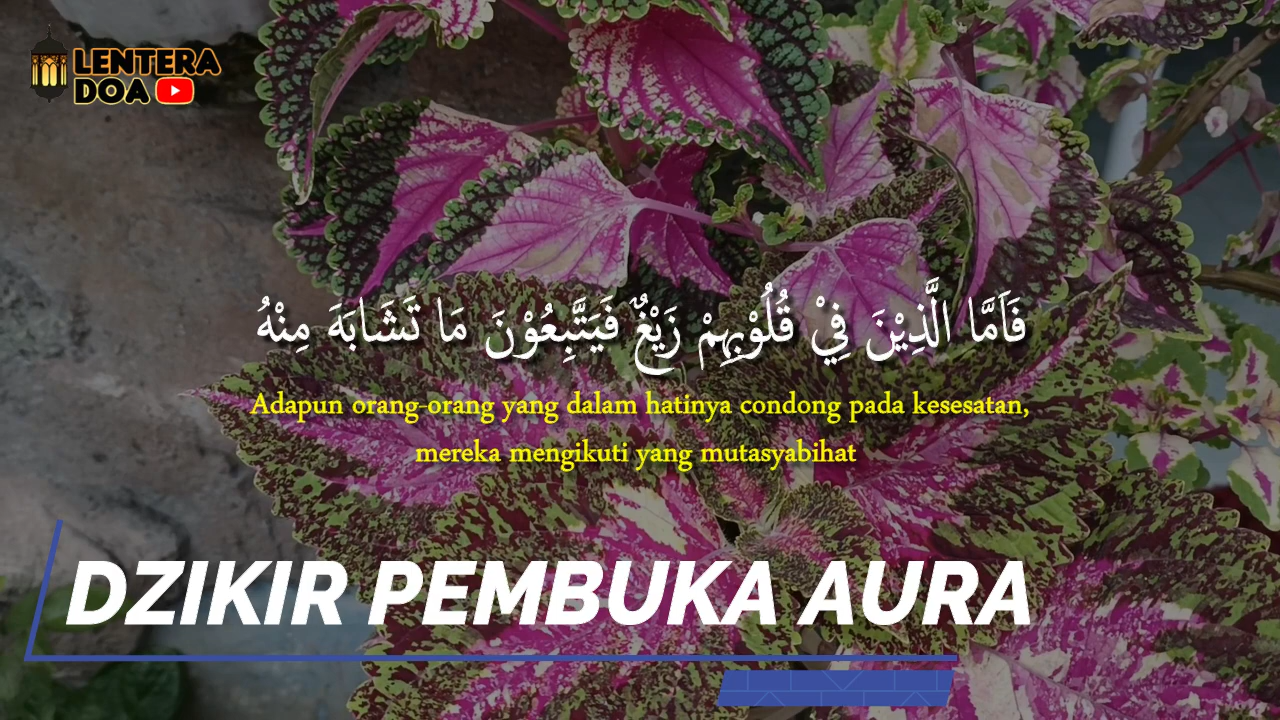 LENTERA
DOA
فَاَمَّا الَّذِيْنَ فِيْ قُلُوْبِهِمْ زَيْغٌ فَيَتَّبِعُوْنَ مَا تَشَابَهَ مِنْهُ
Adapun orang-orang yang dalam hatinya condong pada kesesatan,
mereka mengikuti yang mutasyabihat
DZIKIR PEMBUKA AURA